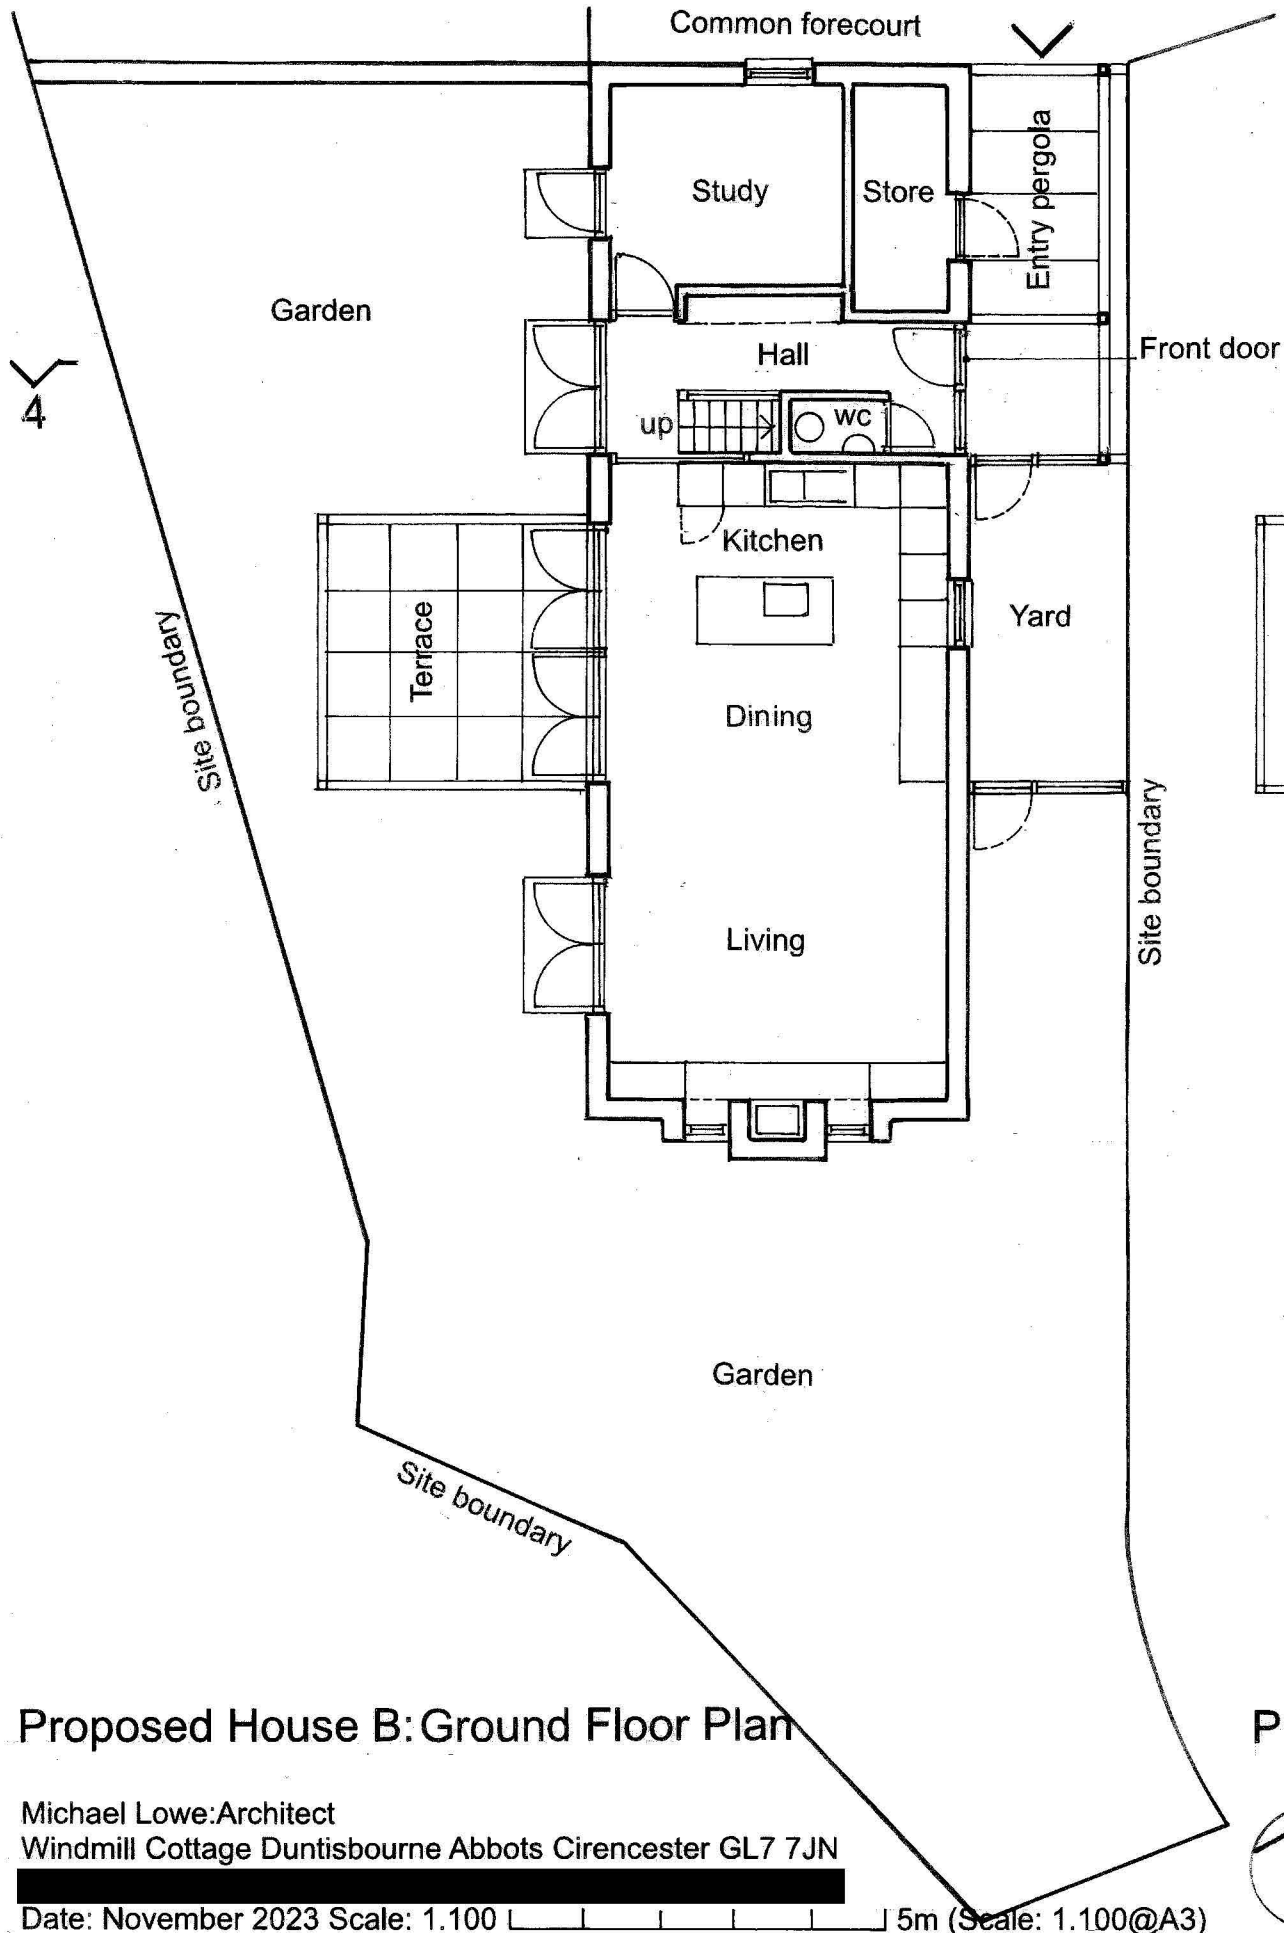 Common forecourt
Study
Store
Entry pergola
Garden
Hall
Front door
4
up
WC
Kitchen
Terrace
Yard
Site boundary
Dining
Site boundary
Living
Garden
Site boundary
Proposed House B: Ground Floor Plan
P
Michael Lowe:Architect
Windmill Cottage Duntisbourne Abbots Cirencester GL7 7JN
Date: November 2023 Scale: 1.100 5m (Scale: 1.100@A3)